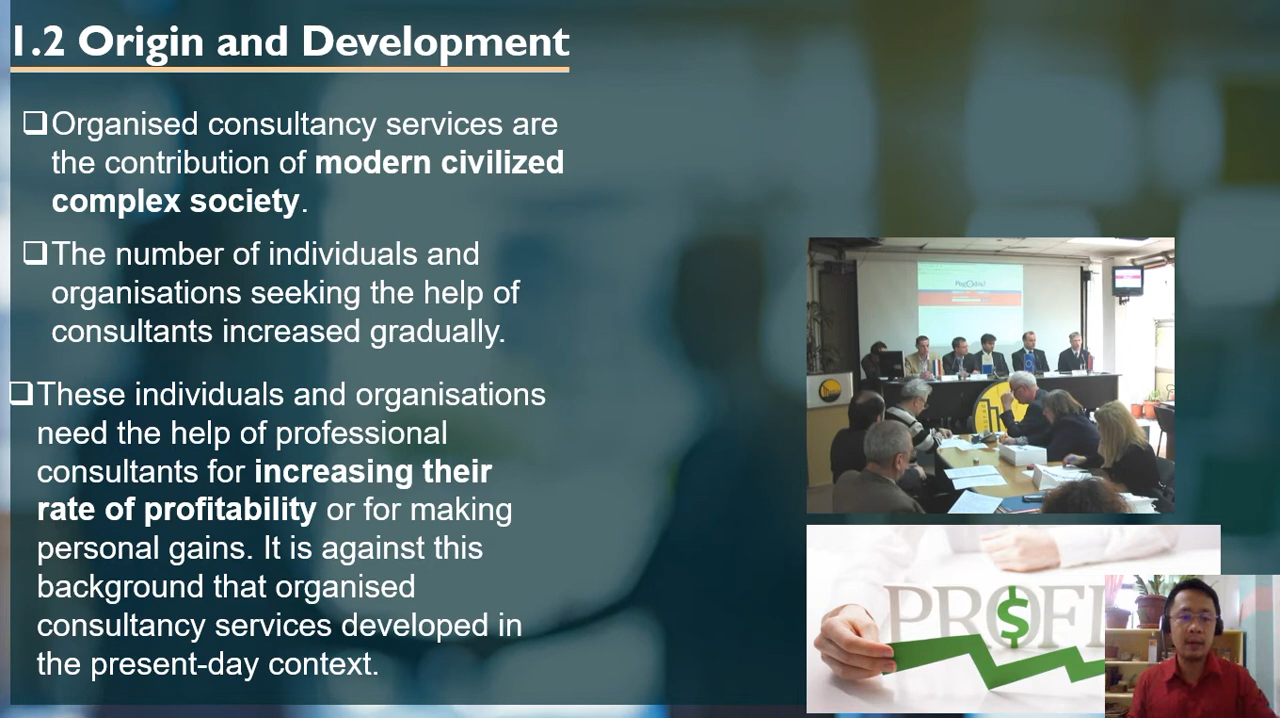 1.2 Origin and Development
❑Organised consultancy services are
the contribution of modern civilized
complex society.
❑The number of individuals and
organisations seeking the help of
consultants increased gradually.
❑These individuals and organisations
need the help of professional
consultants for increasing their
rate of profitability or for making
personal gains. It is against this
background that organised
consultancy services developed in
the present-day context.
PR$FI